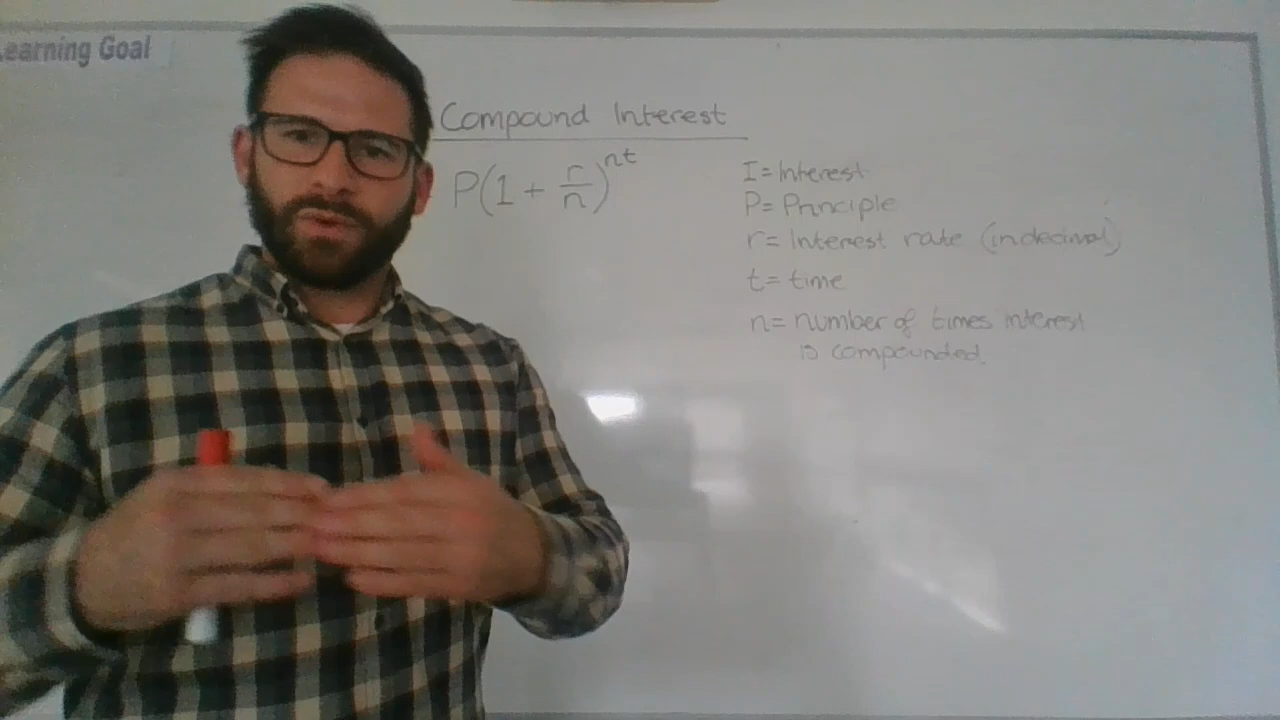 Learning Goal
Compound Interest
P(1 + r/n)^nt
I = Interest
P = Principle
r = Interest rate (in decimal)
t = time
n = number of times interest
is compounded.